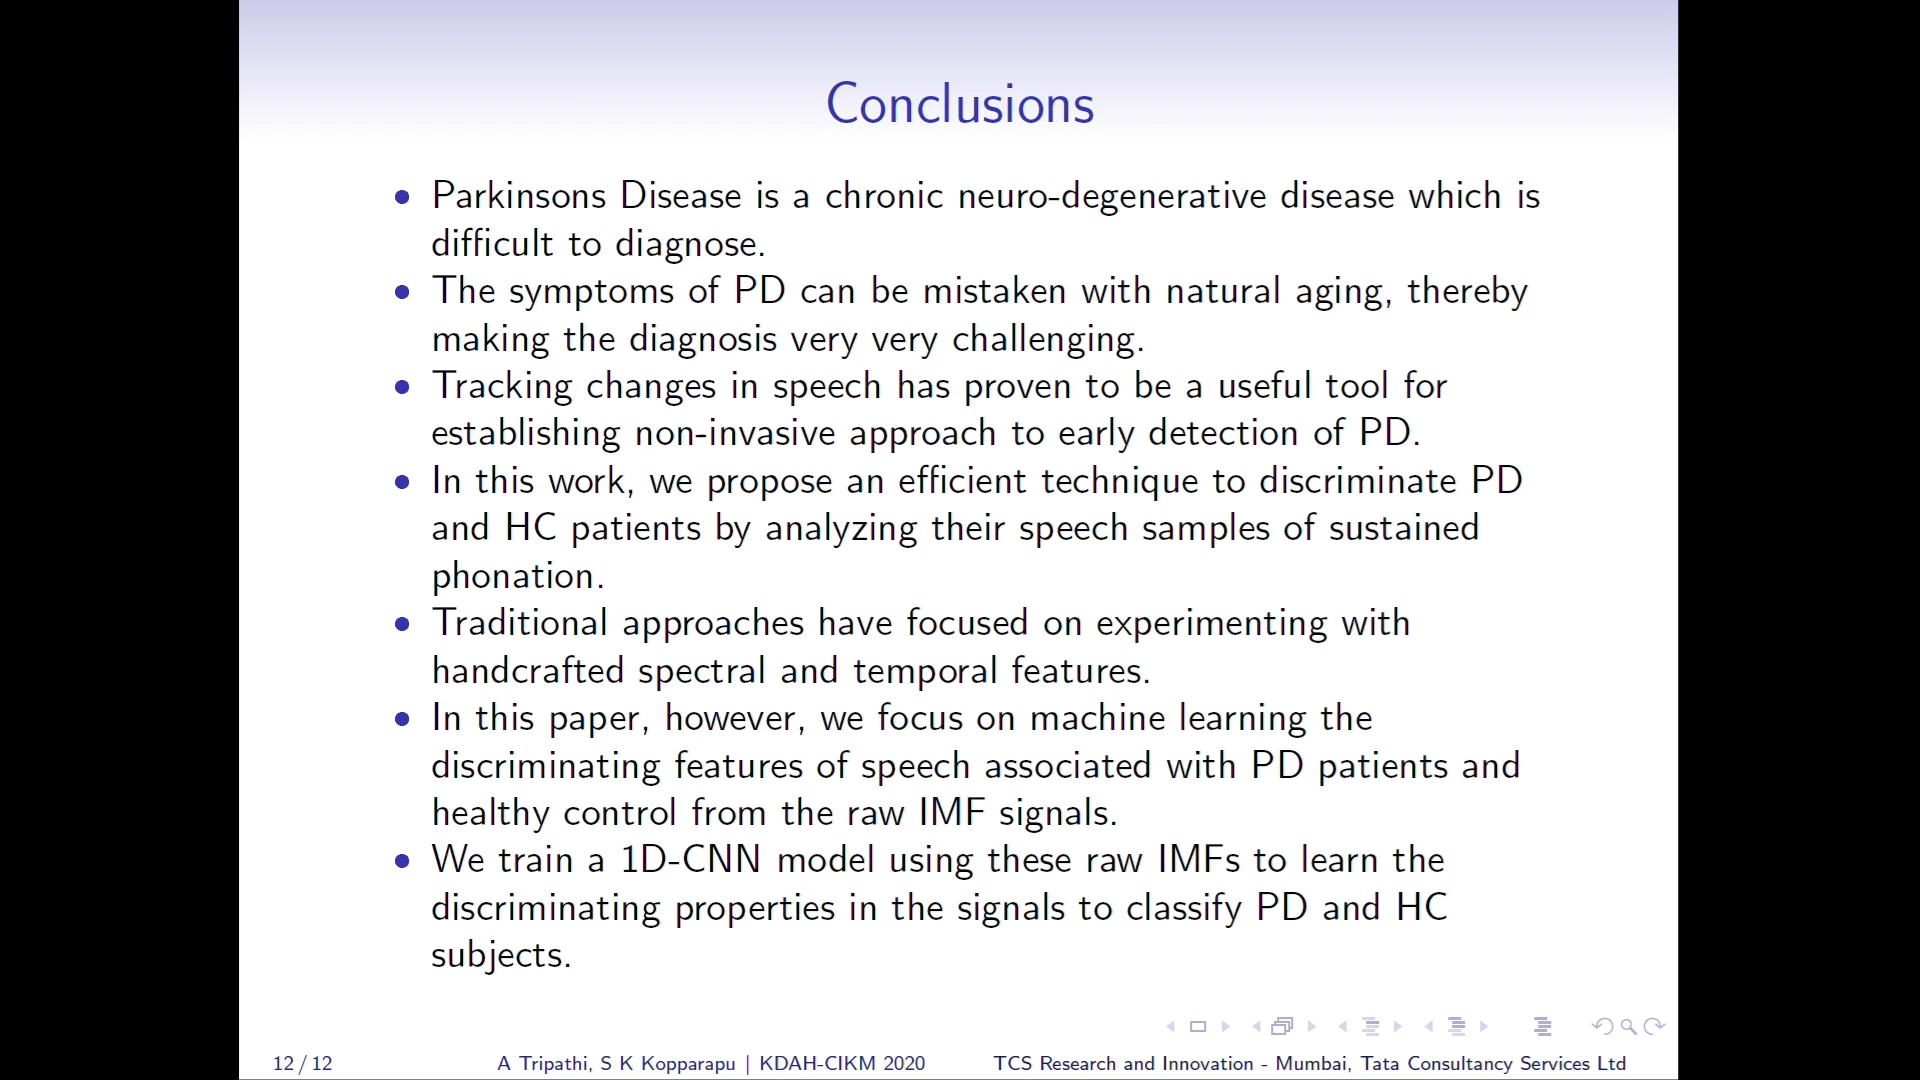 Conclusions
• Parkinsons Disease is a chronic neuro-degenerative disease which is
difficult to diagnose.
• The symptoms of PD can be mistaken with natural aging, thereby
making the diagnosis very very challenging.
• Tracking changes in speech has proven to be a useful tool for
establishing non-invasive approach to early detection of PD.
• In this work, we propose an efficient technique to discriminate PD
and HC patients by analyzing their speech samples of sustained
phonation.
• Traditional approaches have focused on experimenting with
handcrafted spectral and temporal features.
• In this paper, however, we focus on machine learning the
discriminating features of speech associated with PD patients and
healthy control from the raw IMF signals.
• We train a 1D-CNN model using these raw IMFs to learn the
discriminating properties in the signals to classify PD and HC
subjects.
12 / 12 A Tripathi, S K Kopparapu | KDAH-CIKM 2020 TCS Research and Innovation - Mumbai, Tata Consultancy Services Ltd